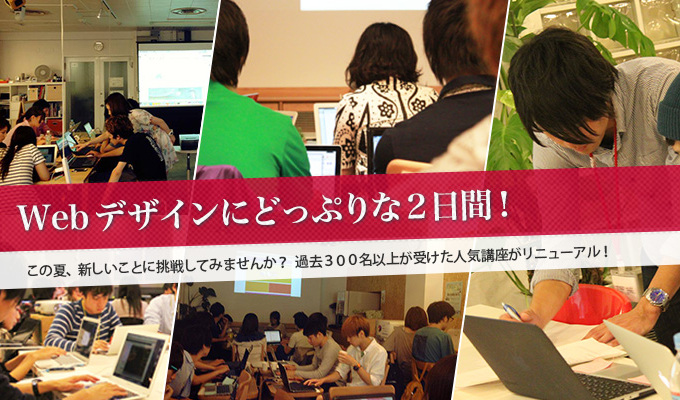 Webデザインにどっぷりな２日間！
この夏、新しいことに挑戦してみませんか？ 過去３００名以上が受けた人気講座がリニューアル！